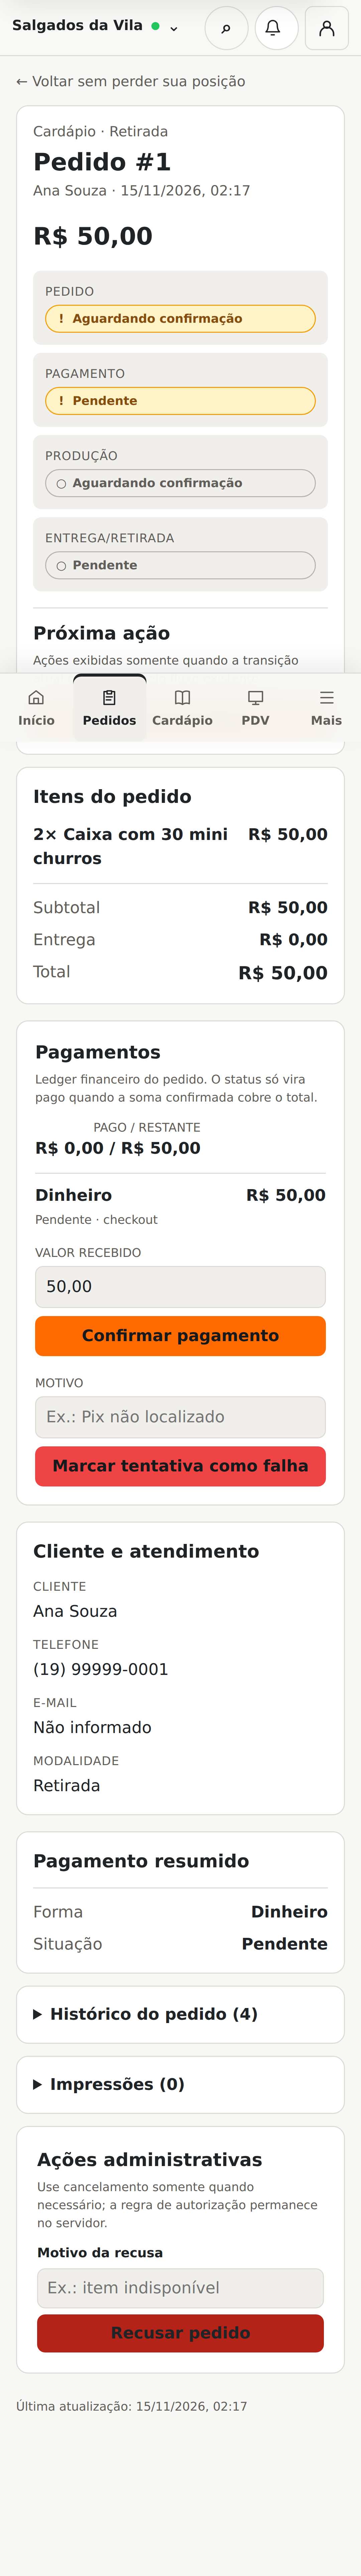 Salgados da Vila
← Voltar sem perder sua posição
Cardápio · Retirada
Pedido #1
Ana Souza · 15/11/2026, 02:17
R$ 50,00
PEDIDO
! Aguardando confirmação
PAGAMENTO
! Pendente
PRODUÇÃO
○ Aguardando confirmação
ENTREGA/RETIRADA
○ Pendente
Próxima ação
Ações exibidas somente quando a transição
Início Pedidos Cardápio PDV Mais
Itens do pedido
2× Caixa com 30 mini R$ 50,00
churros
Subtotal R$ 50,00
Entrega R$ 0,00
Total R$ 50,00
Pagamentos
Ledger financeiro do pedido. O status só vira
pago quando a soma confirmada cobre o total.
PAGO / RESTANTE
R$ 0,00 / R$ 50,00
Dinheiro R$ 50,00
Pendente · checkout
VALOR RECEBIDO
50,00
Confirmar pagamento
MOTIVO
Ex.: Pix não localizado
Marcar tentativa como falha
Cliente e atendimento
CLIENTE
Ana Souza
TELEFONE
(19) 99999-0001
E-MAIL
Não informado
MODALIDADE
Retirada
Pagamento resumido
Forma Dinheiro
Situação Pendente
▶ Histórico do pedido (4)
▶ Impressões (0)
Ações administrativas
Use cancelamento somente quando
necessário; a regra de autorização permanece
no servidor.
Motivo da recusa
Ex.: item indisponível
Recusar pedido
Última atualização: 15/11/2026, 02:17